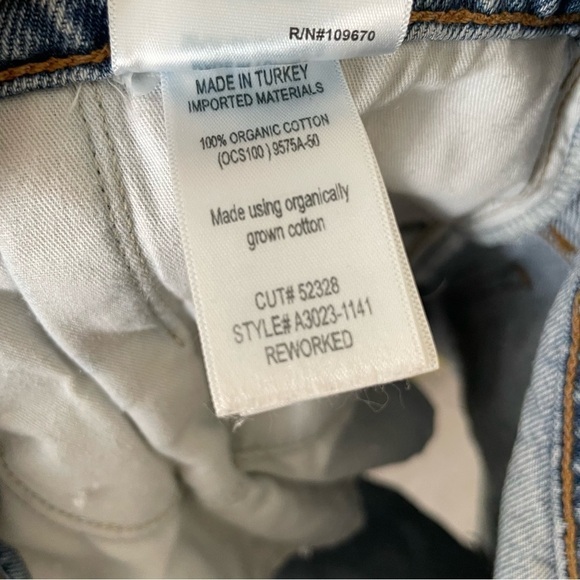 R/N#109670
MADE IN TURKEY
IMPORTED MATERIALS
100% ORGANIC COTTON
(OCS100 ) 9575A-50
Made using organically
grown cotton
CUT# 52328
STYLE# A3023-1141
REWORKED